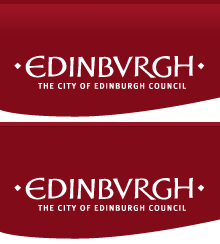 •EDINBVRGH•
THE CITY OF EDINBURGH COUNCIL
•EDINBVRGH•
THE CITY OF EDINBURGH COUNCIL